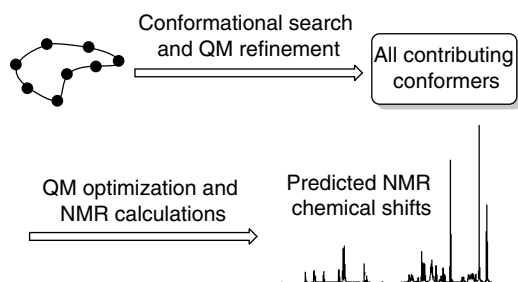 Conformational search
and QM refinement
All contributing
conformers
QM optimization and
NMR calculations
Predicted NMR
chemical shifts